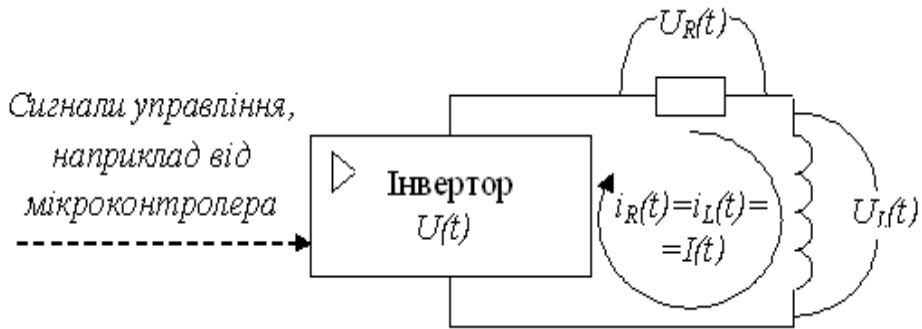 Сигнали управління,
наприклад від
мікроконтролера
Інвертор
U(t)
U_R(t)
i_R(t)=i_L(t)=
=I(t)
U_L(t)